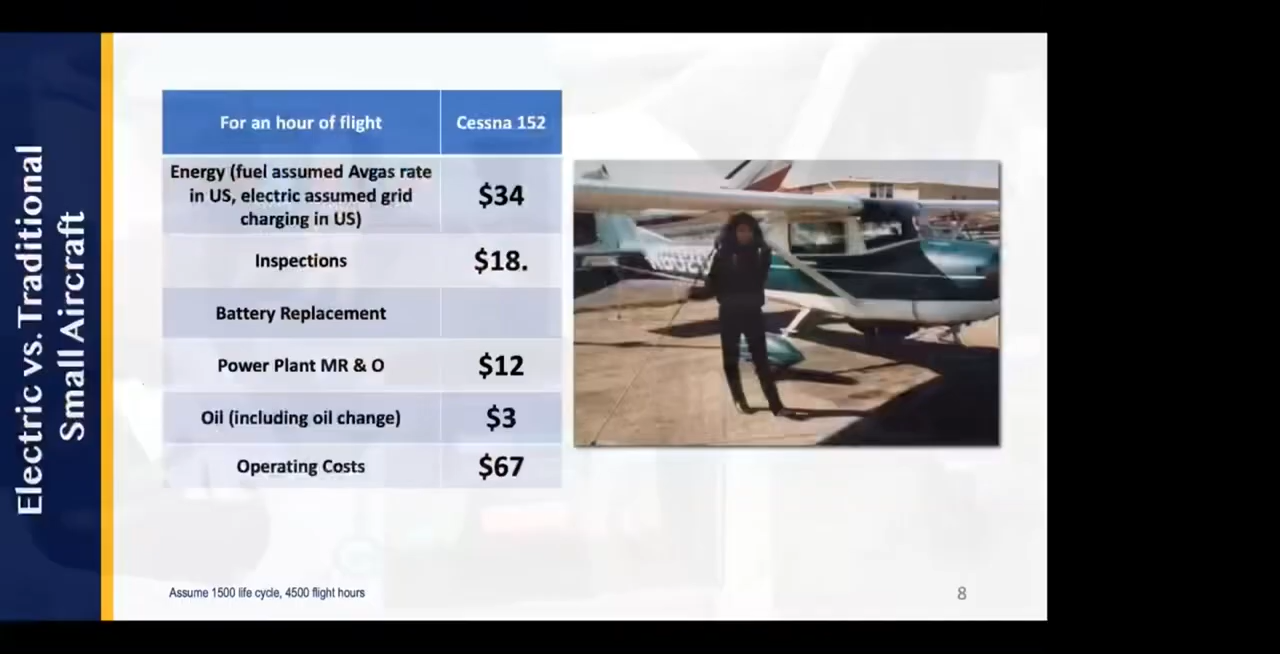 Electric vs. Traditional
Small Aircraft
For an hour of flight
Cessna 152
Energy (fuel assumed Avgas rate
in US, electric assumed grid
charging in US)
$34
Inspections
$18.
Battery Replacement
Power Plant MR & O
$12
Oil (including oil change)
$3
Operating Costs
$67
Assume 1500 life cycle, 4500 flight hours
8